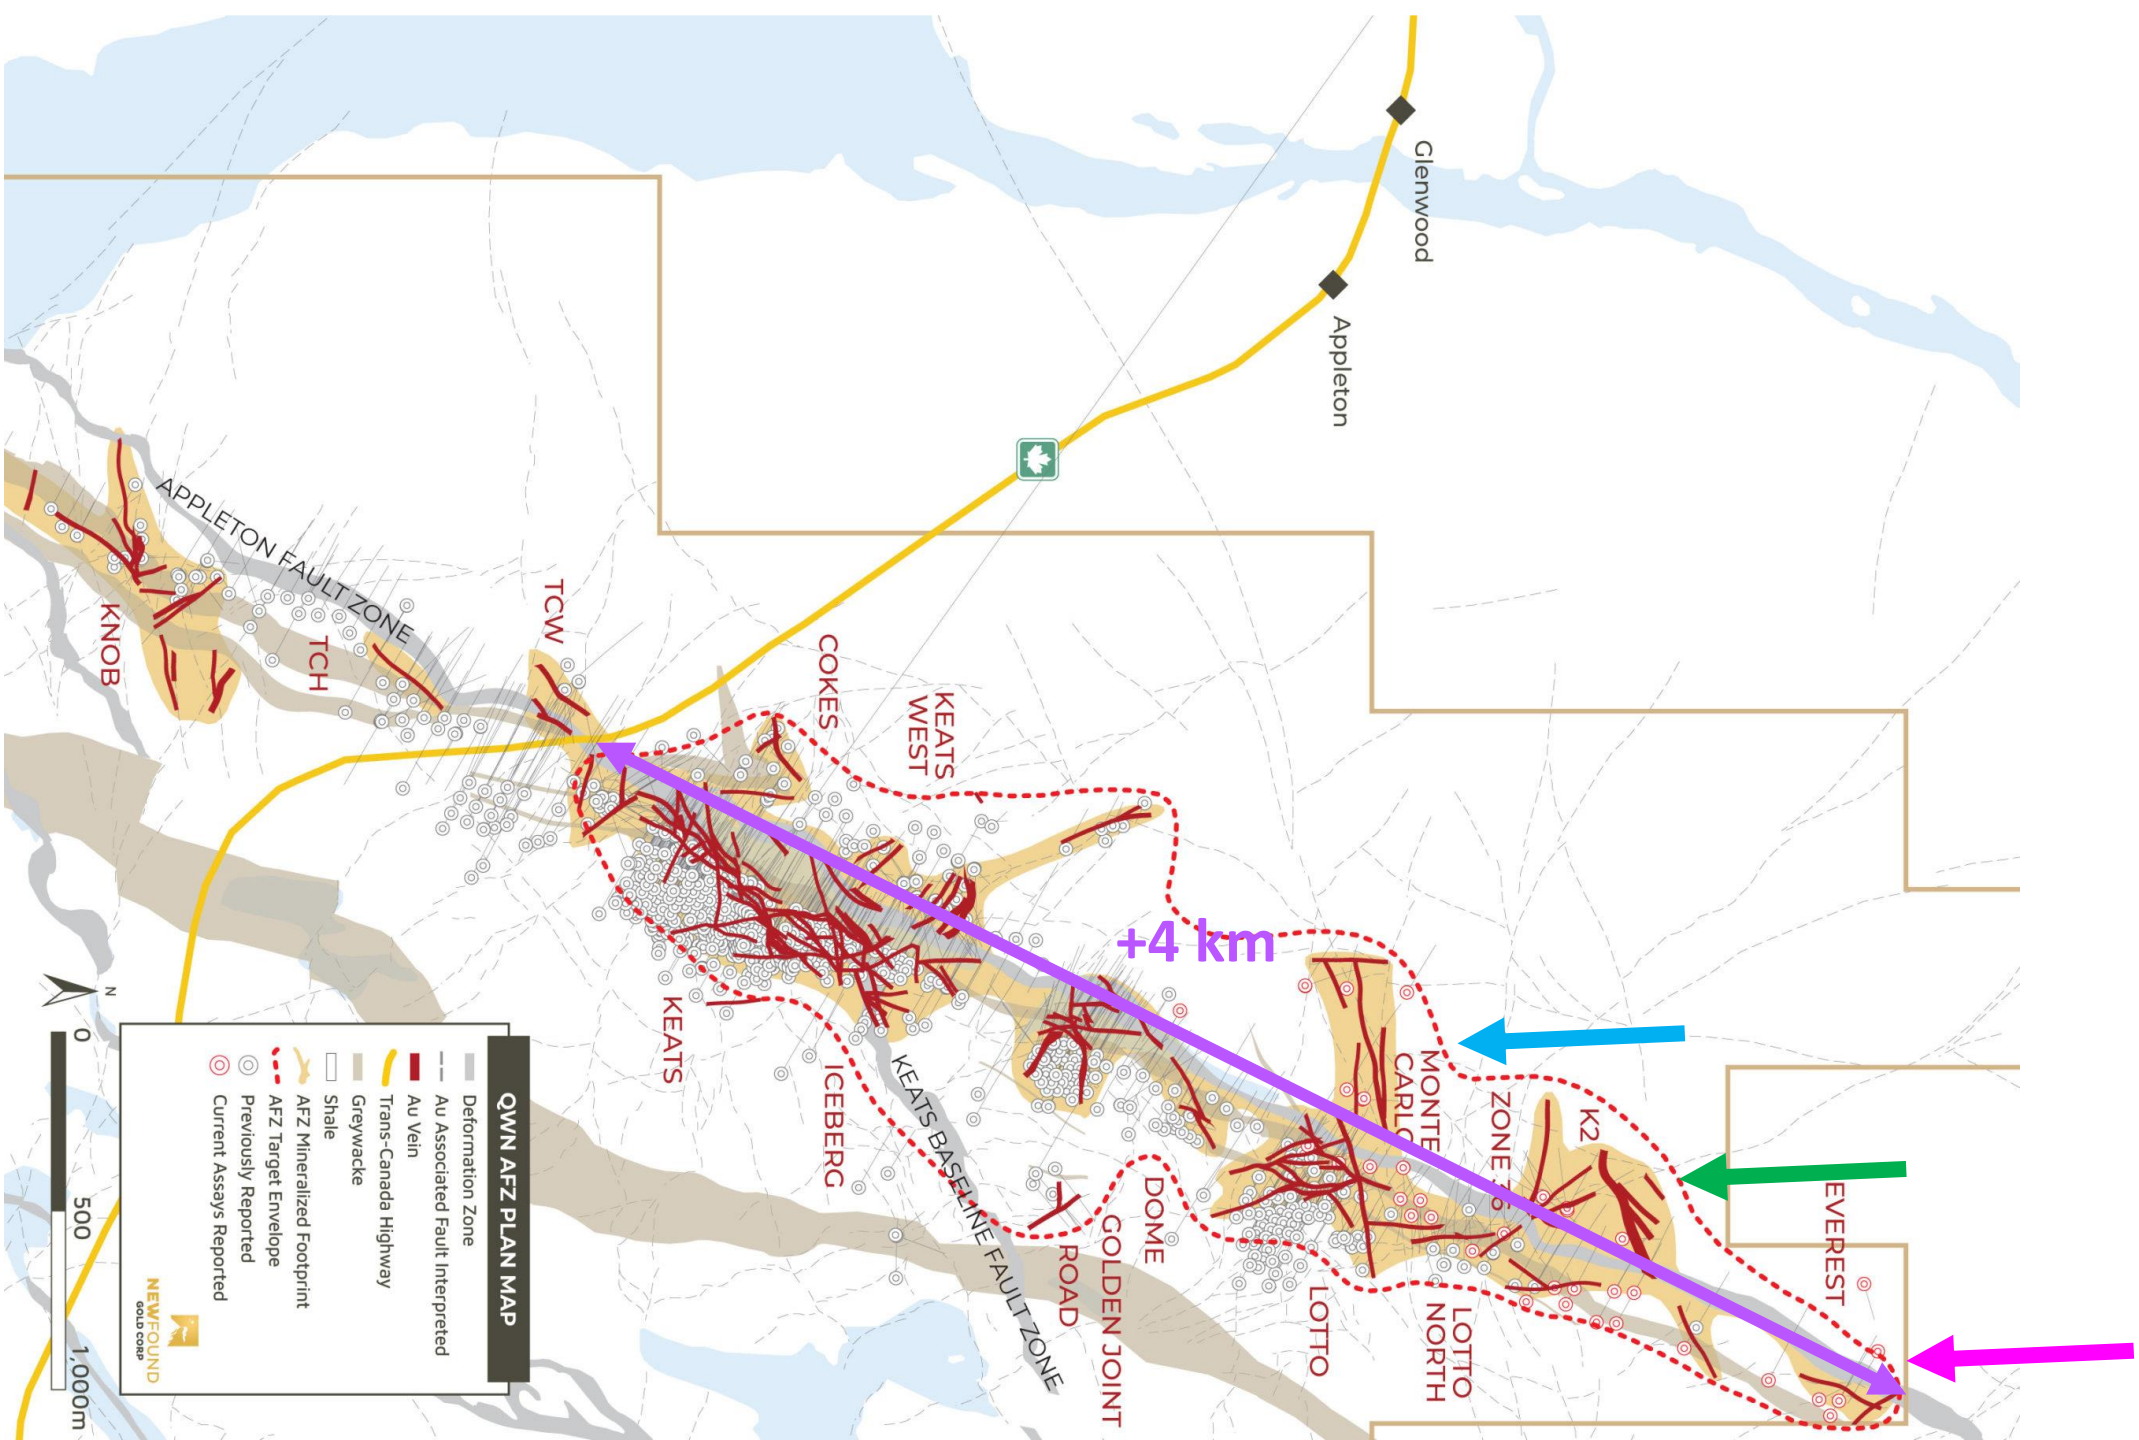 Glenwood
Appleton
APPLETON FAULT ZONE
KNOB
TCH
TCW
COKES
KEATS
WEST
+4 km
KEATS
ICEBERG
KEATS BASELINE FAULT ZONE
ROAD
GOLDEN JOINT
DOME
LOTTO
LOTTO
NORTH
MONTE
CARLO
ZONE 36
K2
EVEREST
N
0
500
1,000m
QWN AFZ PLAN MAP
Deformation Zone
Au Associated Fault Interpreted
Au Vein
Trans-Canada Highway
Greywacke
Shale
AFZ Mineralized Footprint
AFZ Target Envelope
Previously Reported
Current Assays Reported
NEWFOUND
GOLD CORP